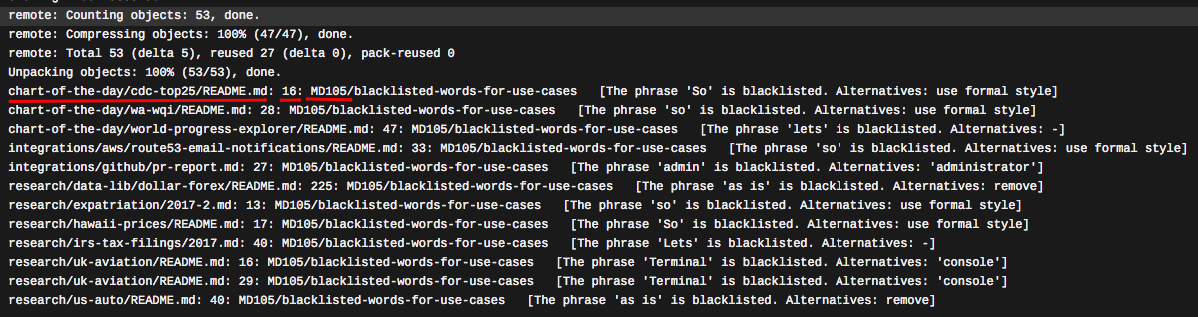 remote: Counting objects: 53, done.
remote: Compressing objects: 100% (47/47), done.
remote: Total 53 (delta 5), reused 27 (delta 0), pack-reused 0
Unpacking objects: 100% (53/53), done.
chart-of-the-day/cdc-top25/README.md: 16: MD105/blacklisted-words-for-use-cases   [The phrase 'So' is blacklisted. Alternatives: use formal style]
chart-of-the-day/wa-wqi/README.md: 28: MD105/blacklisted-words-for-use-cases   [The phrase 'so' is blacklisted. Alternatives: use formal style]
chart-of-the-day/world-progress-explorer/README.md: 47: MD105/blacklisted-words-for-use-cases   [The phrase 'lets' is blacklisted. Alternatives: -]
integrations/aws/route53-email-notifications/README.md: 33: MD105/blacklisted-words-for-use-cases   [The phrase 'so' is blacklisted. Alternatives: use formal style]
integrations/github/pr-report.md: 27: MD105/blacklisted-words-for-use-cases   [The phrase 'admin' is blacklisted. Alternatives: 'administrator']
research/data-lib/dollar-forex/README.md: 225: MD105/blacklisted-words-for-use-cases   [The phrase 'as is' is blacklisted. Alternatives: remove]
research/expatriation/2017-2.md: 13: MD105/blacklisted-words-for-use-cases   [The phrase 'so' is blacklisted. Alternatives: use formal style]
research/hawaii-prices/README.md: 17: MD105/blacklisted-words-for-use-cases   [The phrase 'So' is blacklisted. Alternatives: use formal style]
research/irs-tax-filings/2017.md: 40: MD105/blacklisted-words-for-use-cases   [The phrase 'Lets' is blacklisted. Alternatives: -]
research/uk-aviation/README.md: 16: MD105/blacklisted-words-for-use-cases   [The phrase 'Terminal' is blacklisted. Alternatives: 'console']
research/uk-aviation/README.md: 29: MD105/blacklisted-words-for-use-cases   [The phrase 'Terminal' is blacklisted. Alternatives: 'console']
research/us-auto/README.md: 40: MD105/blacklisted-words-for-use-cases   [The phrase 'as is' is blacklisted. Alternatives: remove]